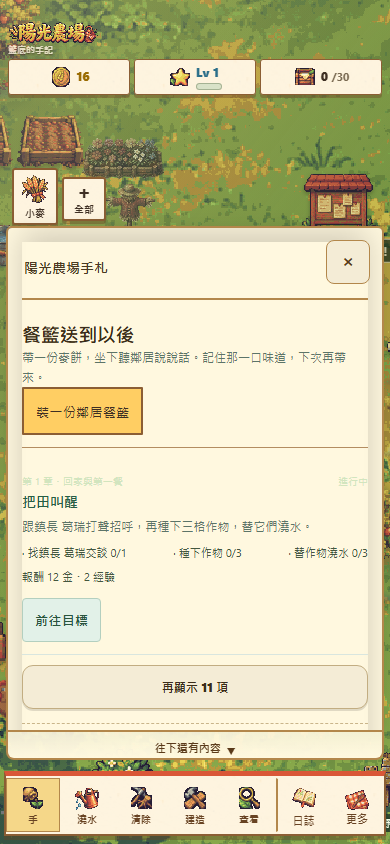 陽光農場
籃底的手記
16
Lv 1
0 /30
小麥
+
全部
陽光農場手札
×
餐籃送到以後
帶一份麥餅，坐下聽鄰居說說話。記住那一口味道，下次再帶
來。
裝一份鄰居餐籃
第 1 章 · 回家與第一餐
進行中
把田叫醒
跟鎮長 葛瑞打聲招呼，再種下三格作物，替它們澆水。
· 找鎮長 葛瑞交談 0/1
· 種下作物 0/3
· 替作物澆水 0/3
報酬 12 金 · 2 經驗
前往目標
再顯示 11 項
往下還有內容 ▼
手
澆水
清除
建造
查看
日誌
更多